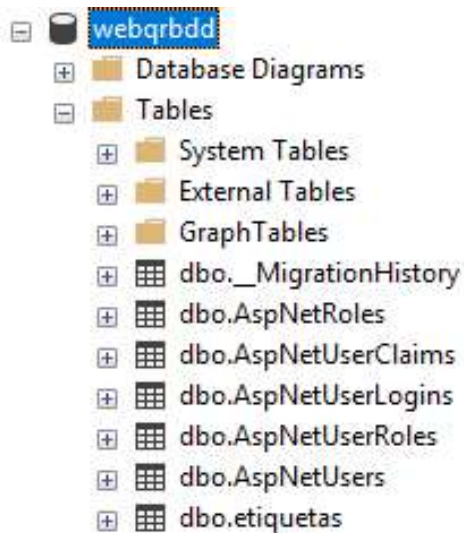 webqrbdd
Database Diagrams
Tables
System Tables
External Tables
GraphTables
dbo.__MigrationHistory
dbo.AspNetRoles
dbo.AspNetUserClaims
dbo.AspNetUserLogins
dbo.AspNetUserRoles
dbo.AspNetUsers
dbo.etiquetas